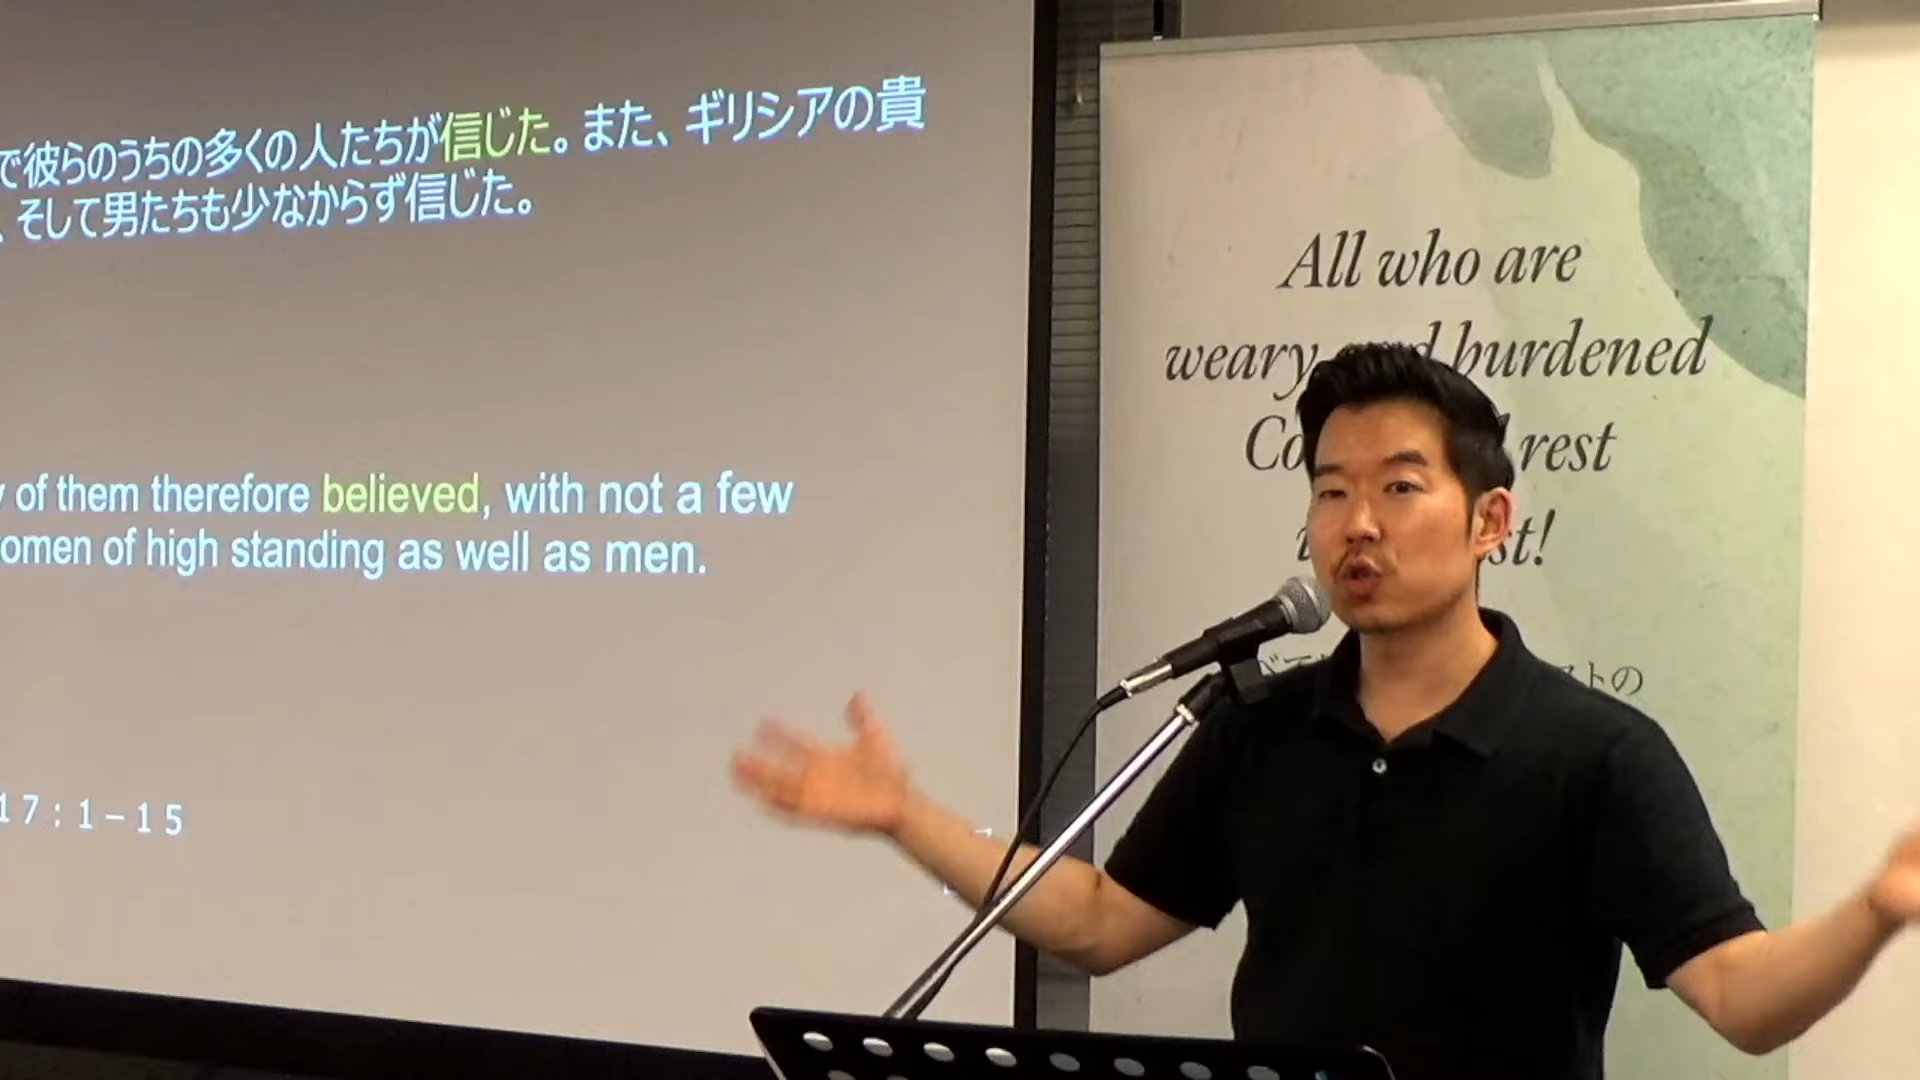 で彼らのうちの多くの人たちが信じた。また、ギリシアの貴
、そして男たちも少なからず信じた。
of them therefore believed, with not a few
women of high standing as well as men.
17:1-15
All who are
weary and burdened
rest
ストの